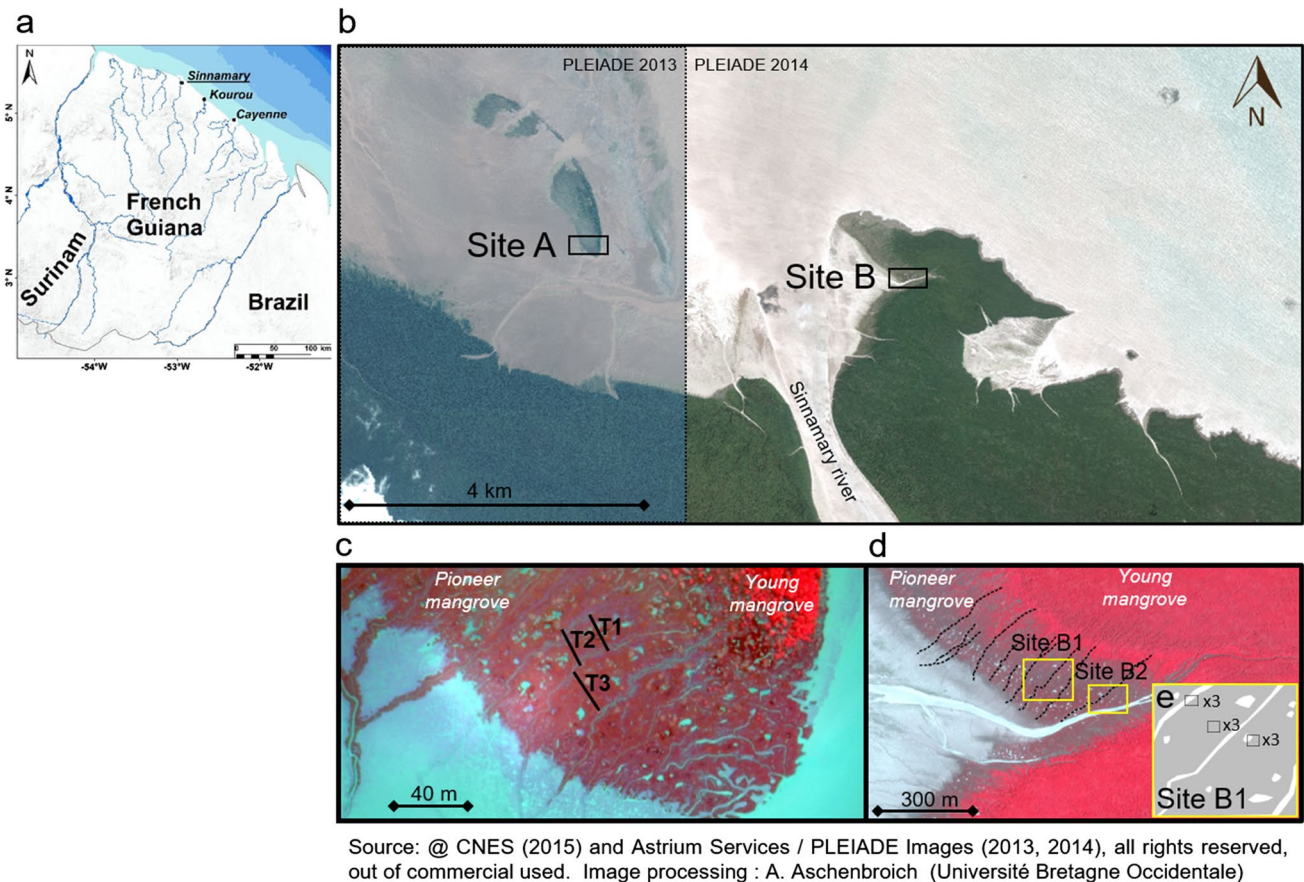 a
N
Sinnamary
Kourou
Cayenne
5°N
4°N
3°N
French
Guiana
Surinam
Brazil
0 50 100 km
-54°W -53°W -52°W
b
PLEIADE 2013 PLEIADE 2014
N
Site A
Site B
Sinnamary river
4 km
c
Pioneer
mangrove
Young
mangrove
T1
T2
T3
40 m
d
Pioneer
mangrove
Young
mangrove
Site B1
Site B2
300 m
e
x3
x3
x3
Site B1
Source: @ CNES (2015) and Astrium Services / PLEIADE Images (2013, 2014), all rights reserved,
out of commercial used. Image processing : A. Aschenbroich (Université Bretagne Occidentale)